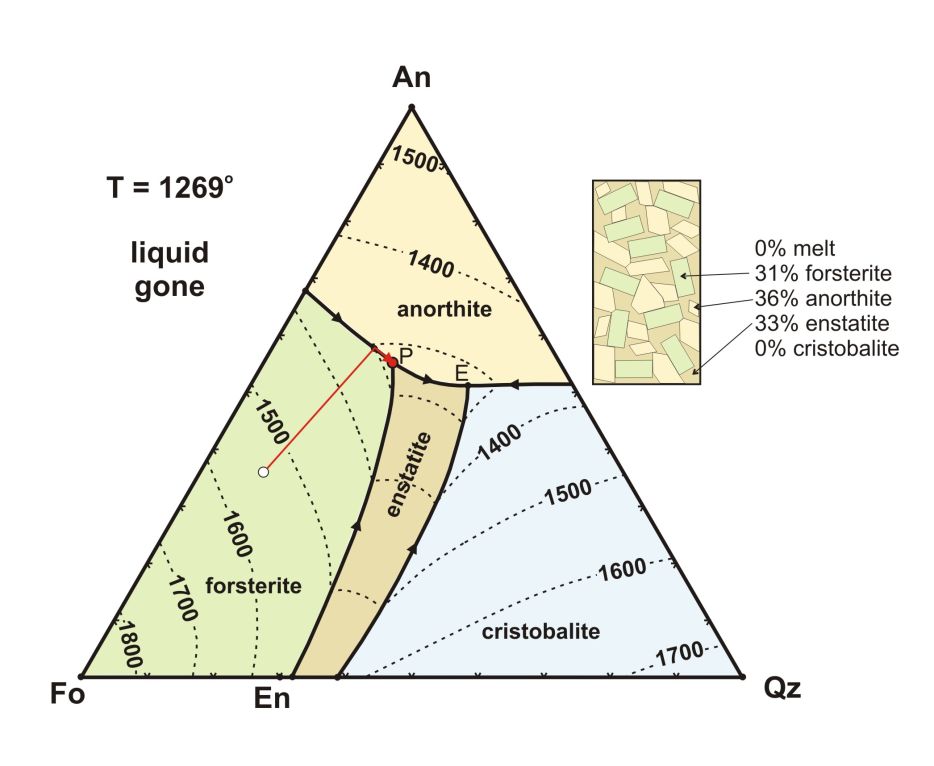 An
1500
T = 1269°
liquid
gone
1400
anorthite
0% melt
31% forsterite
36% anorthite
33% enstatite
0% cristobalite
P
E
1500
1400
enstatite
1500
1600
1600
forsterite
1700
cristobalite
1800
1700
Fo
En
Qz